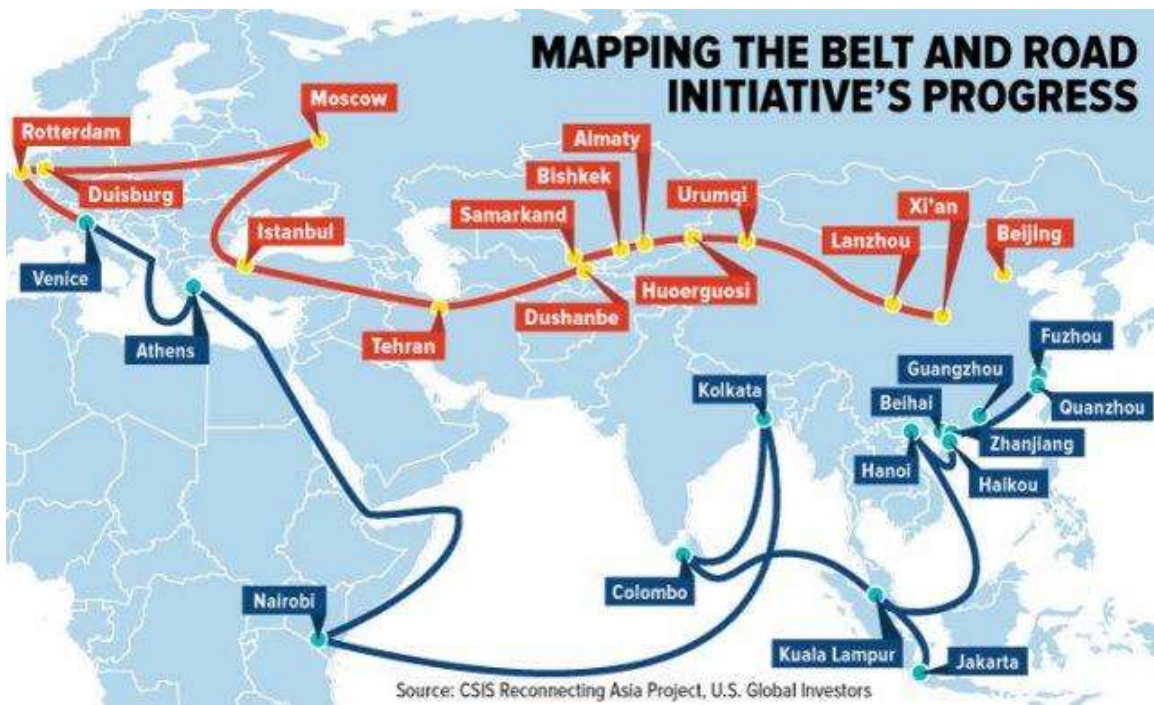 MAPPING THE BELT AND ROAD
INITIATIVE'S PROGRESS
Moscow
Rotterdam
Almaty
Duisburg
Bishkek
Urumqi
Xi'an
Samarkand
Istanbul
Lanzhou
Beijing
Venice
Huoerguosi
Dushanbe
Tehran
Athens
Fuzhou
Guangzhou
Kolkata
Beihai
Quanzhou
Zhanjiang
Hanoi
Haikou
Colombo
Nairobi
Kuala Lampur
Jakarta
Source: CSIS Reconnecting Asia Project, U.S. Global Investors